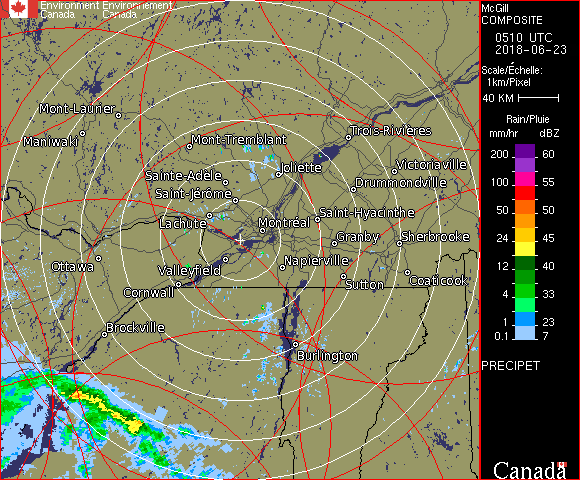 Environment Environnement
Canada Canada
McGill
COMPOSITE
0510 UTC
2018-06-23
Scale/Échelle:
1km/Pixel
40 KM
Rain/Pluie
mm/hr dBZ
200 60
100 55
50 50
24 45
12 40
4 33
1 23
0.1 7
PRECIPET
Canada
Mont-Laurier
Maniwaki
Mont-Tremblant
Trois-Rivières
Sainte-Adèle
Joliette
Victoriaville
Saint-Jérôme
Drummondville
Lachute
Montréal
Saint-Hyacinthe
Granby
Sherbrooke
Ottawa
Valleyfield
Napierville
Cornwall
Sutton
Coaticook
Brockville
Burlington